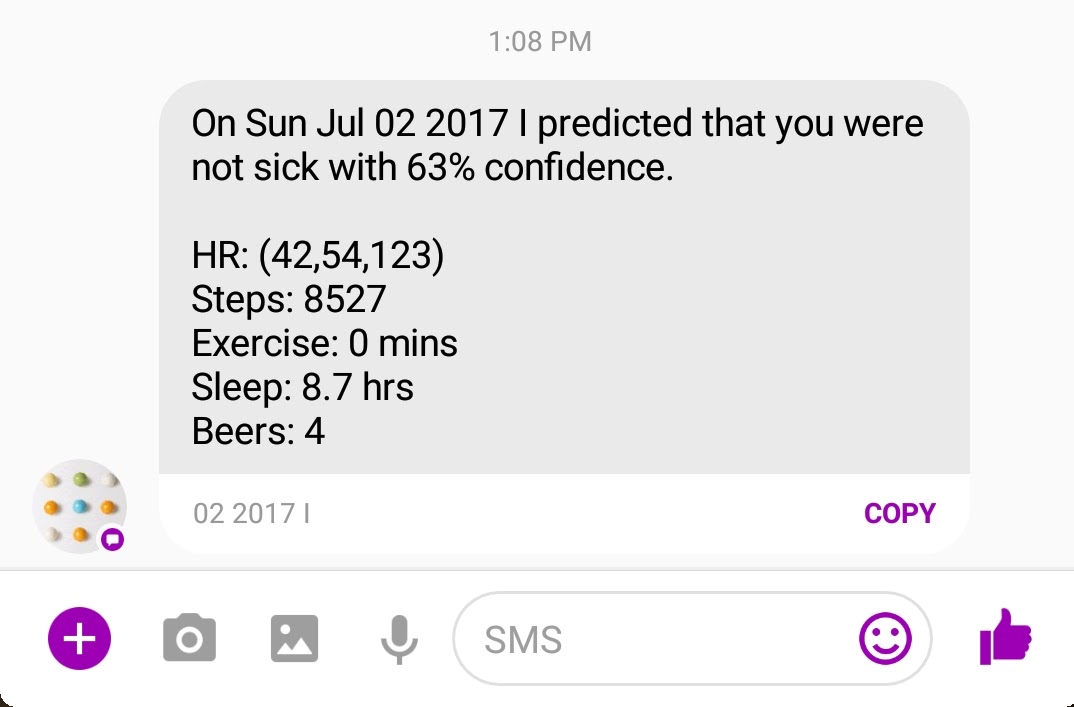 1:08 PM
On Sun Jul 02 2017 I predicted that you were
not sick with 63% confidence.
HR: (42,54,123)
Steps: 8527
Exercise: 0 mins
Sleep: 8.7 hrs
Beers: 4
02 2017 I
COPY
SMS